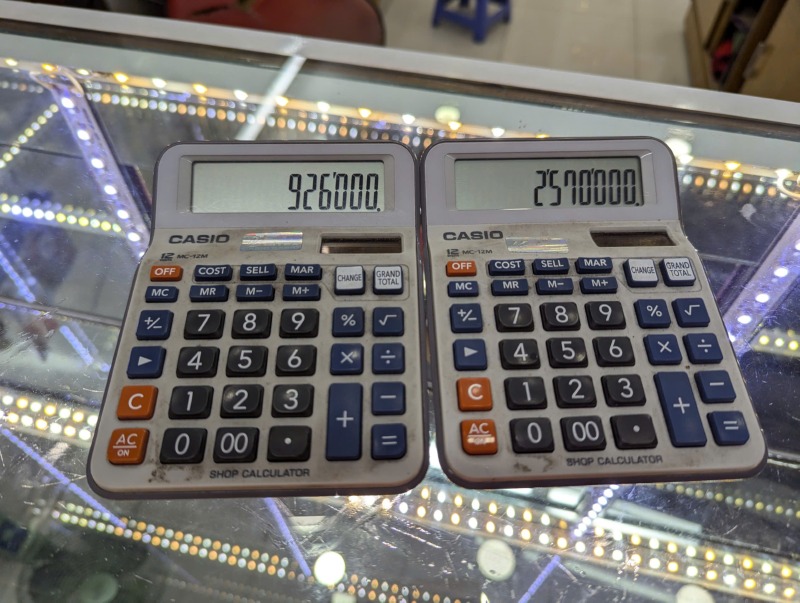 926'000.
CASIO
12 MC-12M
OFF COST SELL MAR CHANGE GRAND TOTAL
MC MR M− M+
+/− 7 8 9 % √
▶ 4 5 6 × ÷
C 1 2 3 + −
AC ON 0 00 • =
SHOP CALCULATOR
2'570'000.
CASIO
12 MC-12M
OFF COST SELL MAR CHANGE GRAND TOTAL
MC MR M− M+
+/− 7 8 9 % √
▶ 4 5 6 × ÷
C 1 2 3 + −
AC 0 00 • =
SHOP CALCULATOR